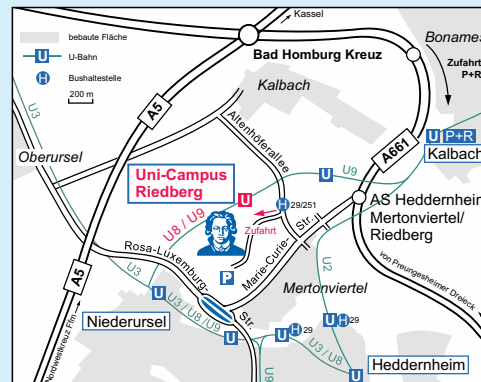 Kassel
bebaute Fläche
U
U-Bahn
H
Bushaltestelle
200 m
Bad Homburg Kreuz
Bonames
Zufahrt
P+R
Kalbach
U3
A5
Altenhöferallee
A661
U P+R
Kalbach
Oberursel
Uni-Campus
Riedberg
U
U
U9
H 29/251
AS Heddernheim
Mertonviertel/
Riedberg
U8 / U9
Zufahrt
Rosa-Luxemburg-
Str.
Marie-Curie-
Str.
P
U2
von Preungesheimer Dreieck
A5
U3
U
U3 / U8 /U9
Mertonviertel
Niederursel
U
U H 29
U H 29
U3 / U8
Heddernheim
U
U9
Nordwestkreuz Ffm